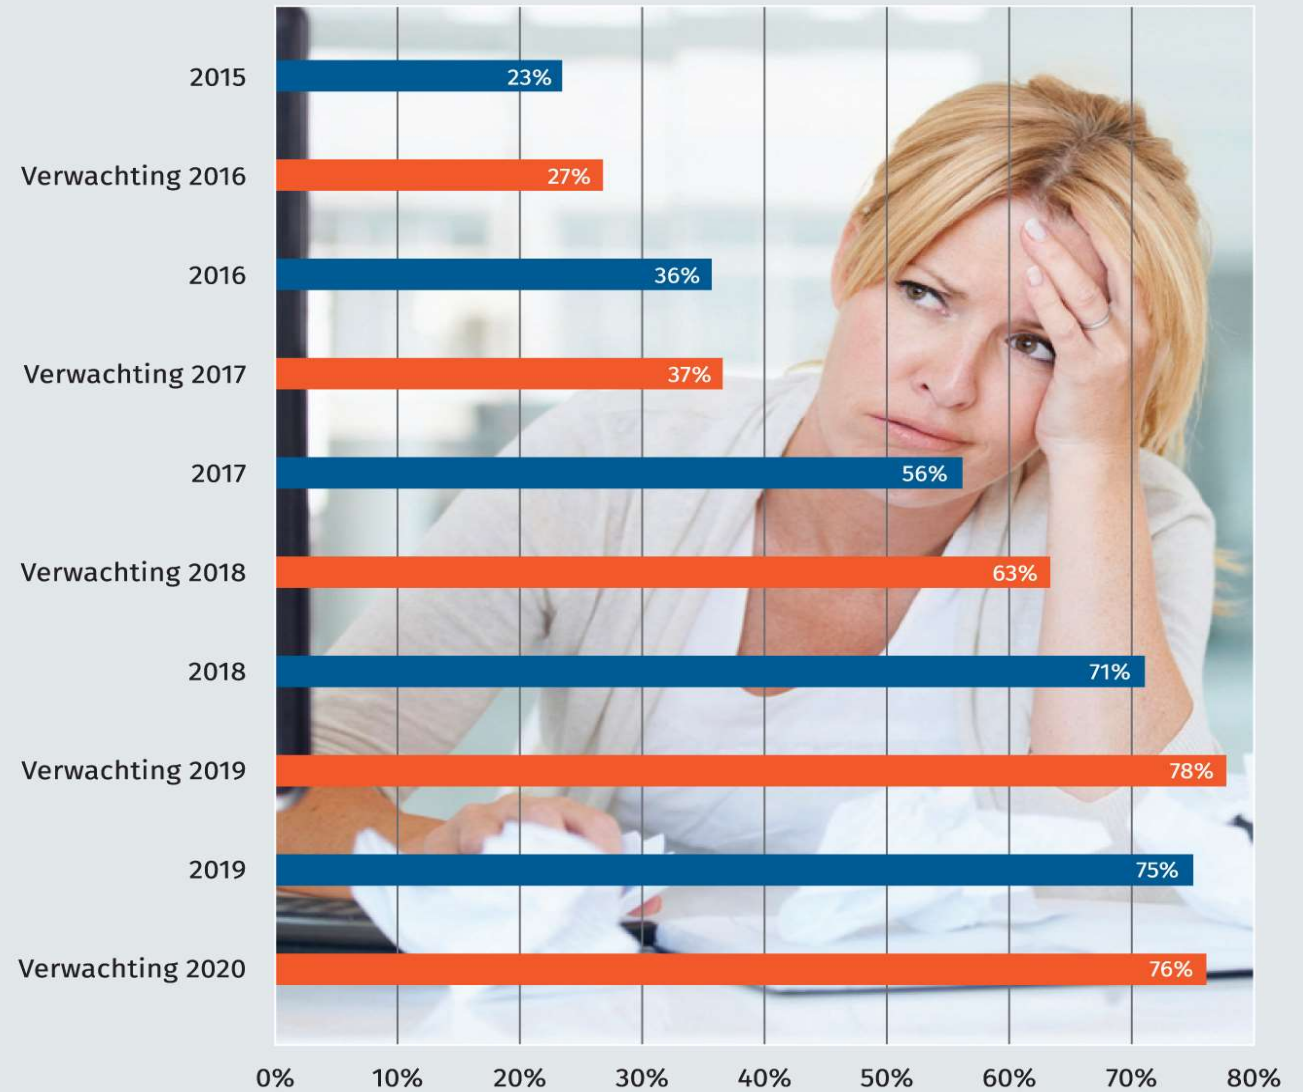 2015 23%
Verwachting 2016 27%
2016 36%
Verwachting 2017 37%
2017 56%
Verwachting 2018 63%
2018 71%
Verwachting 2019 78%
2019 75%
Verwachting 2020 76%
0% 10% 20% 30% 40% 50% 60% 70% 80%